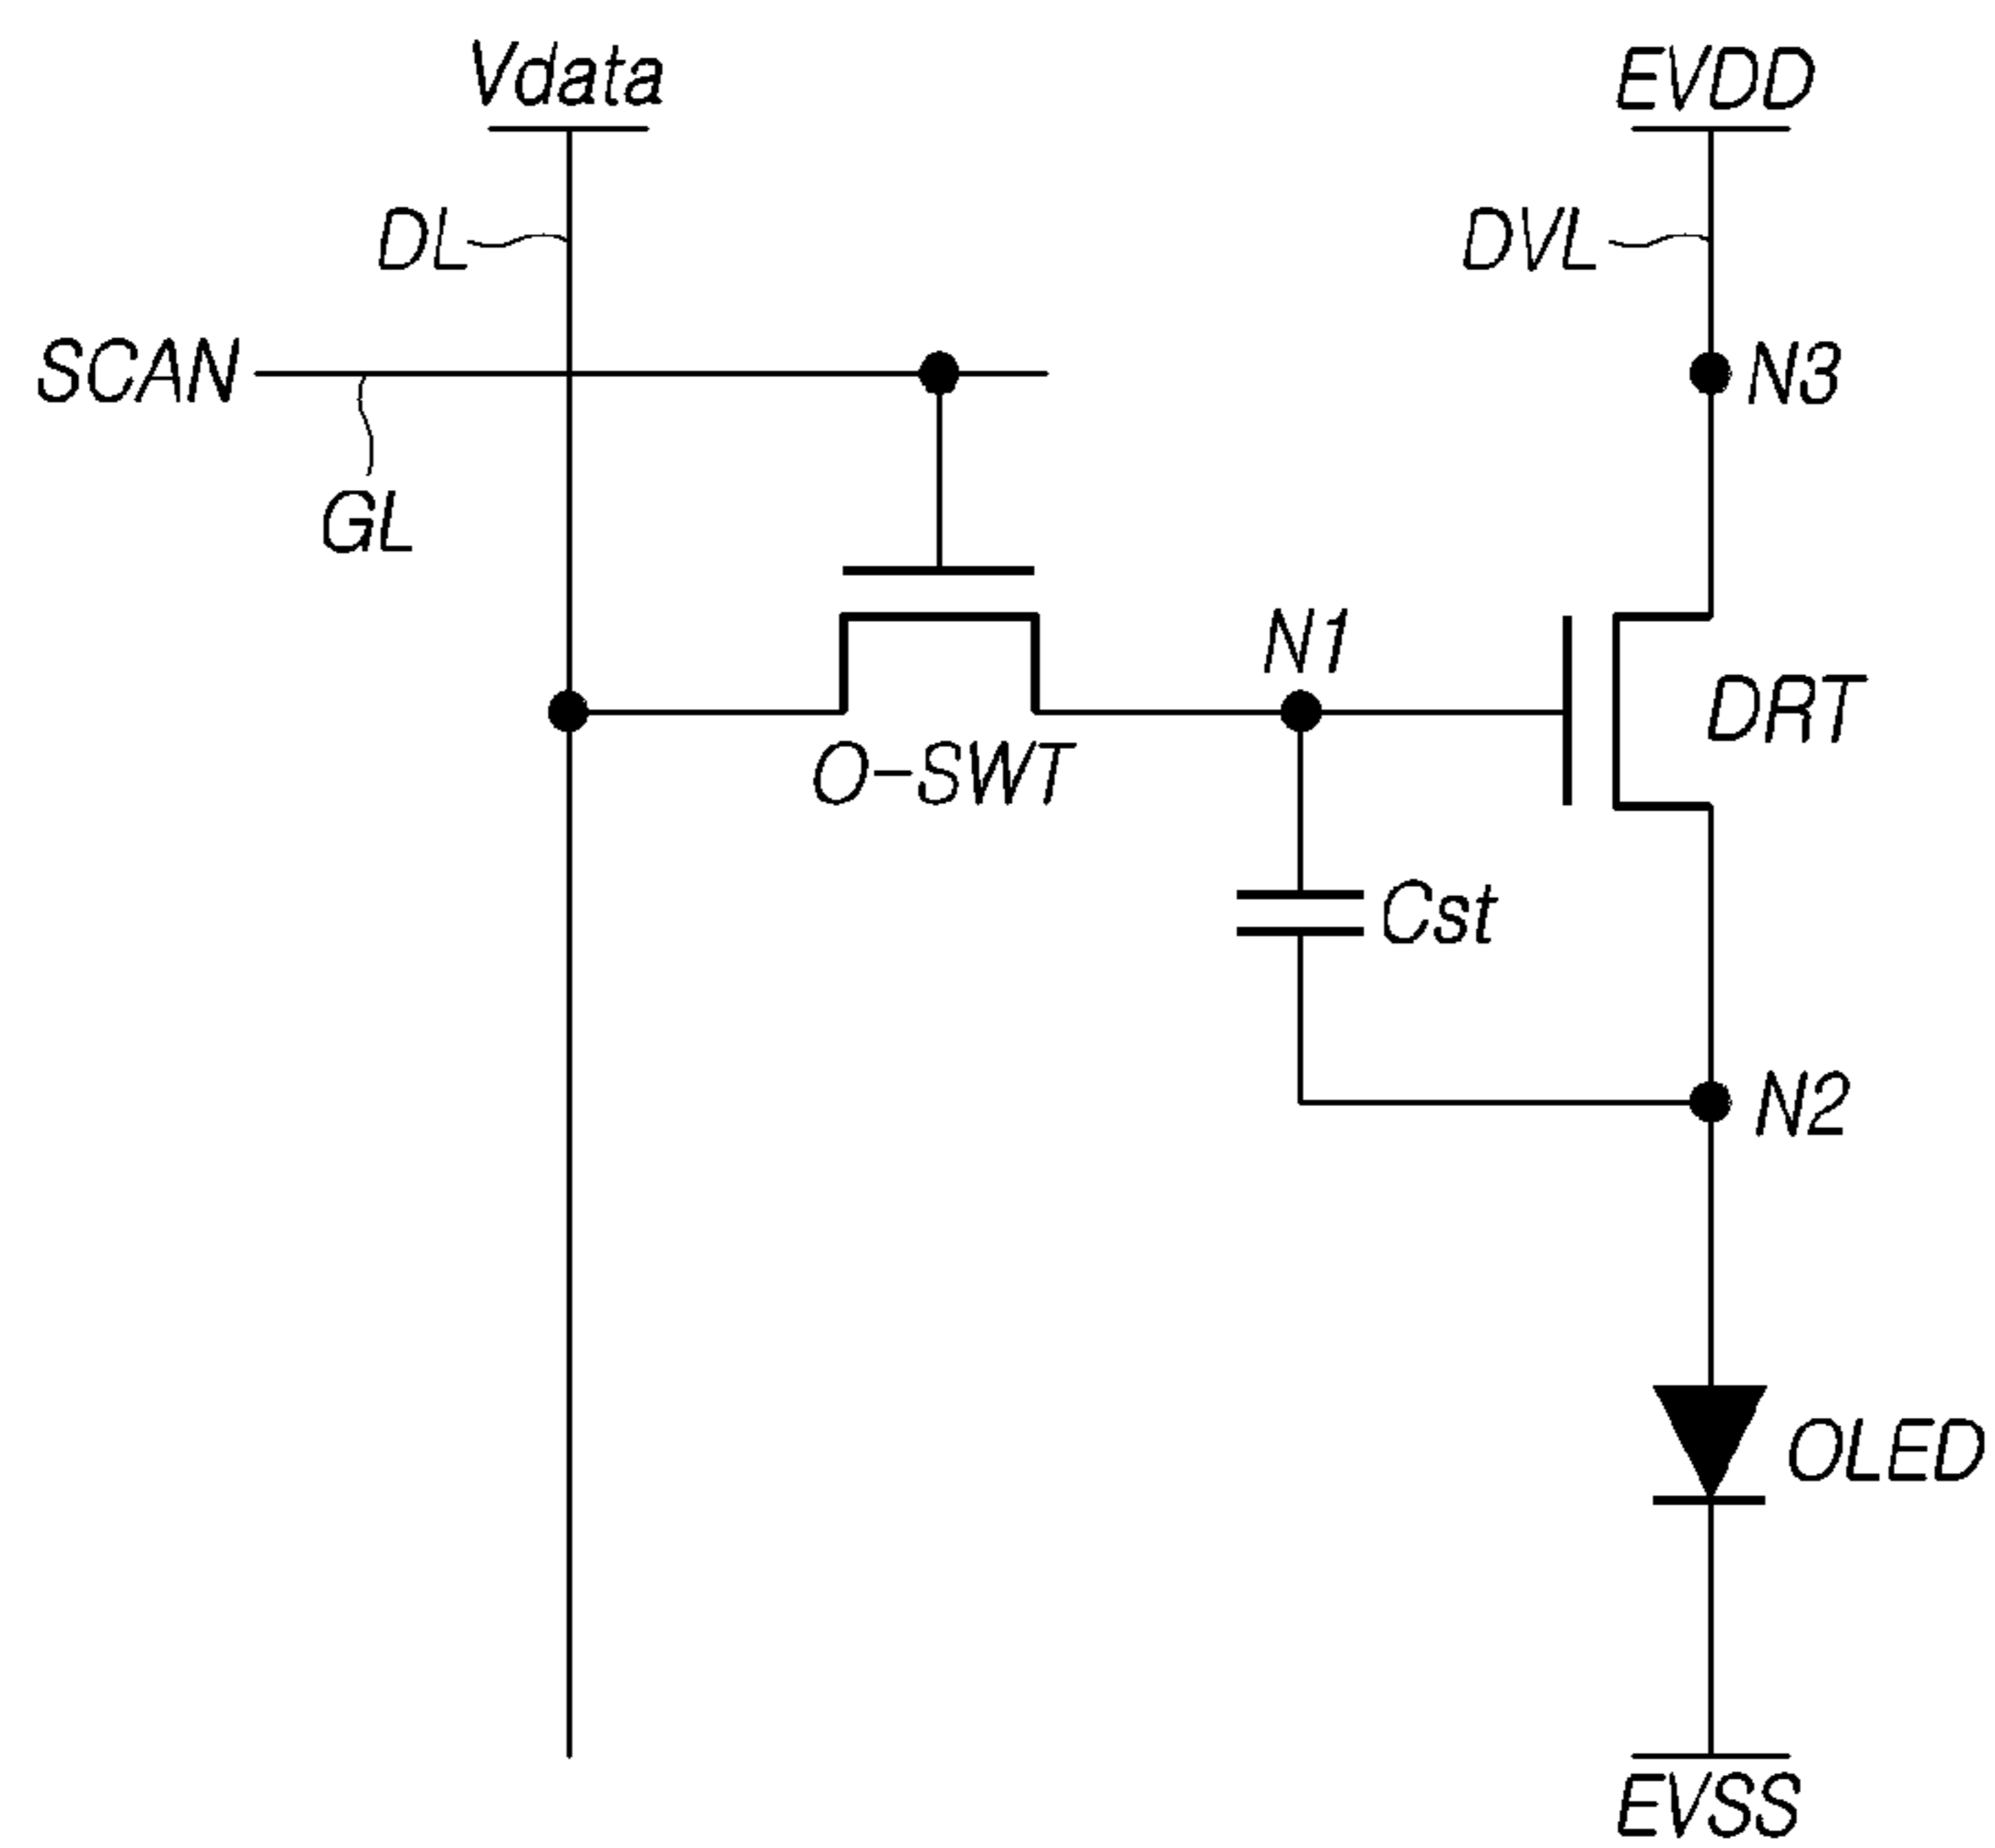 Vdata
EVDD
DL
DVL
SCAN
N3
GL
N1
DRT
O-SWT
Cst
N2
OLED
EVSS